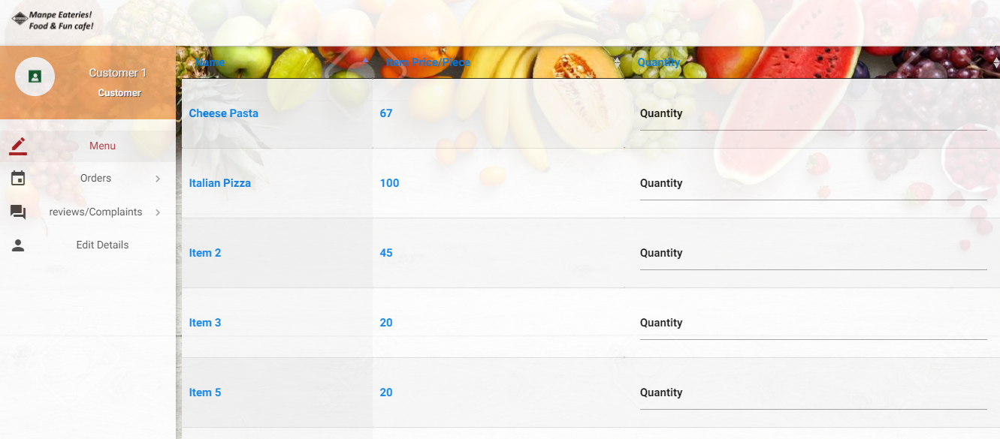 Manpe Eateries!
Food & Fun cafe!
Customer 1
Customer
Menu
Orders
reviews/Complaints
Edit Details
Name Item Price/Piece Quantity
Cheese Pasta 67 Quantity
Italian Pizza 100 Quantity
Item 2 45 Quantity
Item 3 20 Quantity
Item 5 20 Quantity